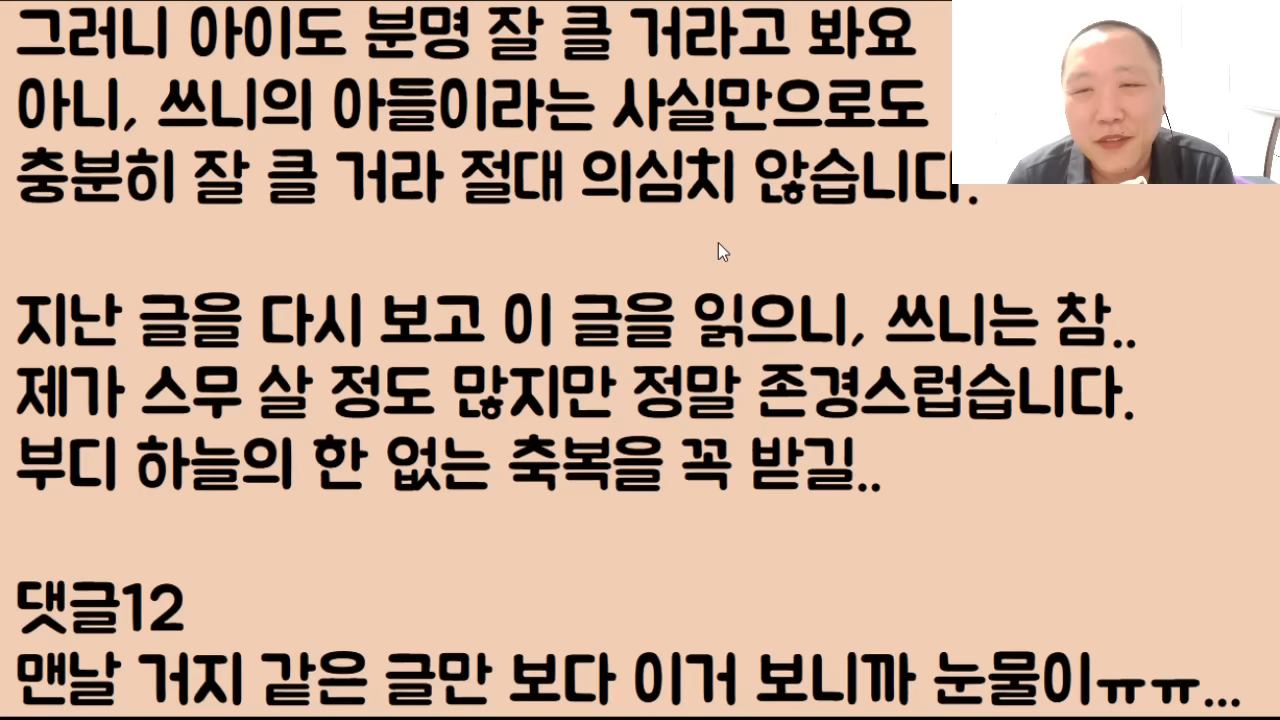 그러니 아이도 분명 잘 클 거라고 봐요
아니, 쓰니의 아들이라는 사실만으로도
충분히 잘 클 거라 절대 의심치 않습니다.
지난 글을 다시 보고 이 글을 읽으니, 쓰니는 참..
제가 스무 살 정도 많지만 정말 존경스럽습니다.
부디 하늘의 한 없는 축복을 꼭 받길..
댓글12
맨날 거지 같은 글만 보다 이거 보니까 눈물이ㅠㅠ...